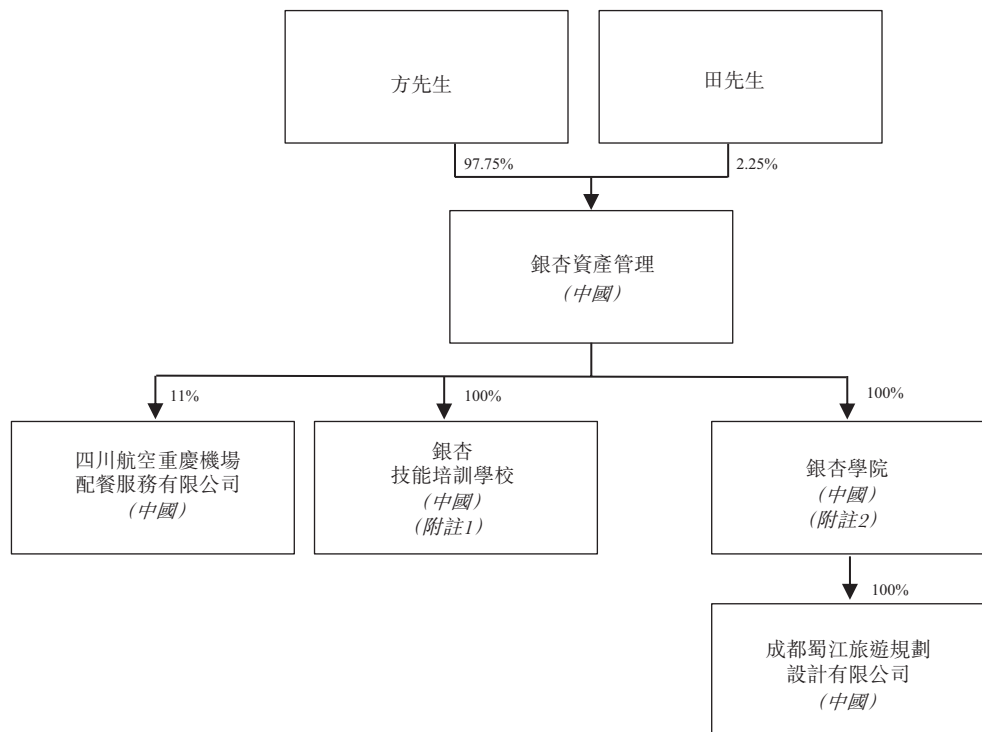 方先生
田先生
97.75%
2.25%
銀杏資產管理
（中國）
11%
100%
100%
四川航空重慶機場
配餐服務有限公司
（中國）
銀杏
技能培訓學校
（中國）
（附註1）
銀杏學院
（中國）
（附註2）
100%
成都蜀江旅遊規劃
設計有限公司
（中國）